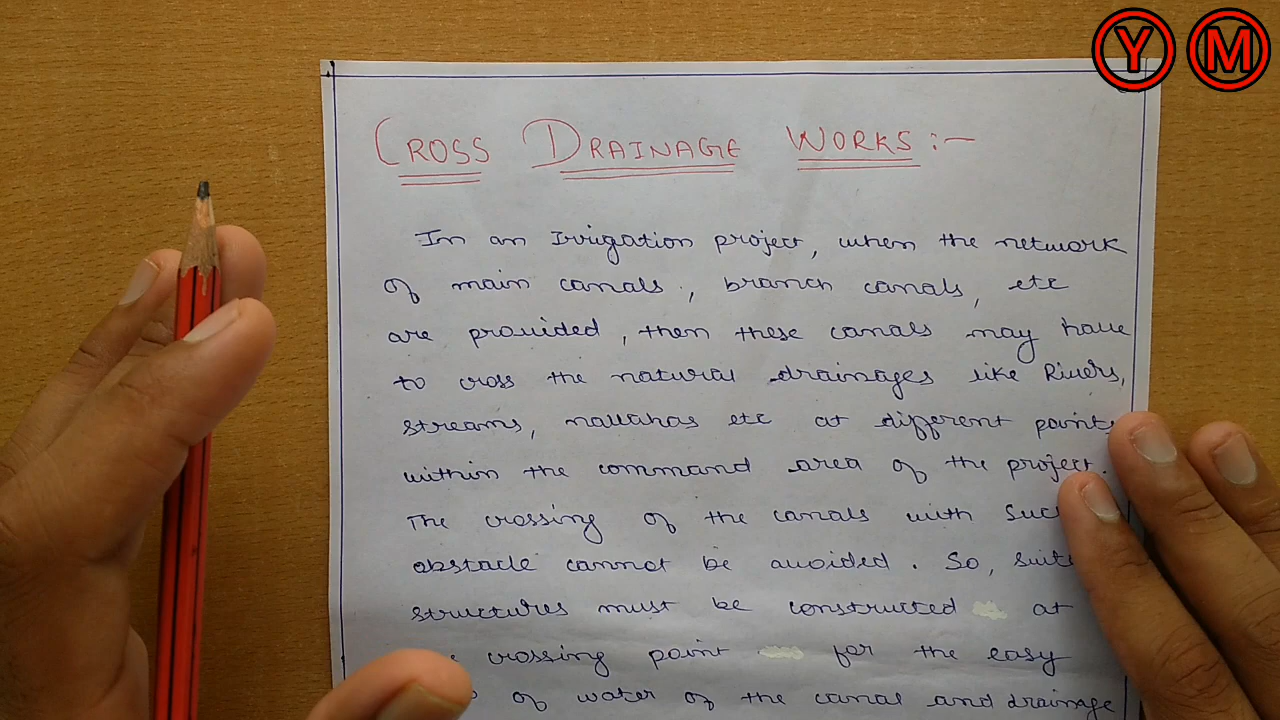 Y M
CROSS DRAINAGE WORKS :-
In an Irrigation project, when the network
of main canals, branch canals, etc
are provided, then these canals may have
to cross the natural drainages like Rivers,
streams, nallahas etc at different points
within the command area of the project.
The crossing of the canals with
obstacle cannot be avoided. So,
structures must be constructed at
crossing point for the easy
of water of the canal and drainage